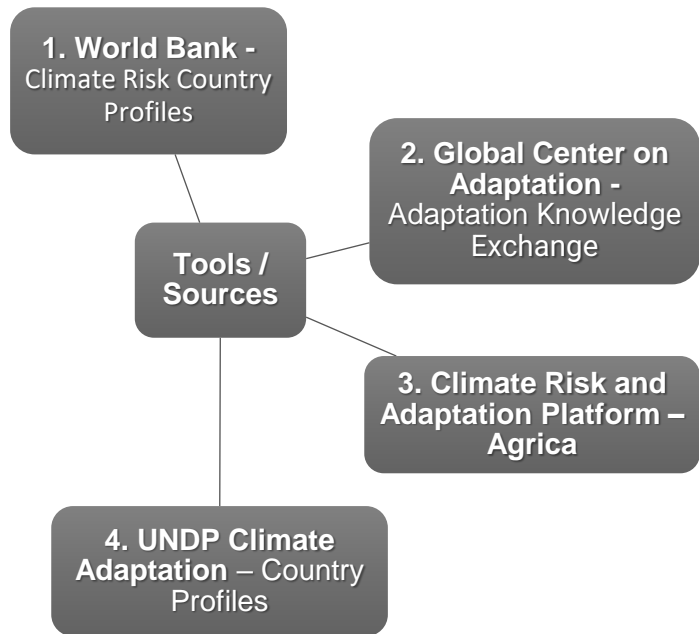 1. World Bank -
Climate Risk Country
Profiles
2. Global Center on
Adaptation -
Adaptation Knowledge
Exchange
Tools /
Sources
3. Climate Risk and
Adaptation Platform –
Agrica
4. UNDP Climate
Adaptation – Country
Profiles